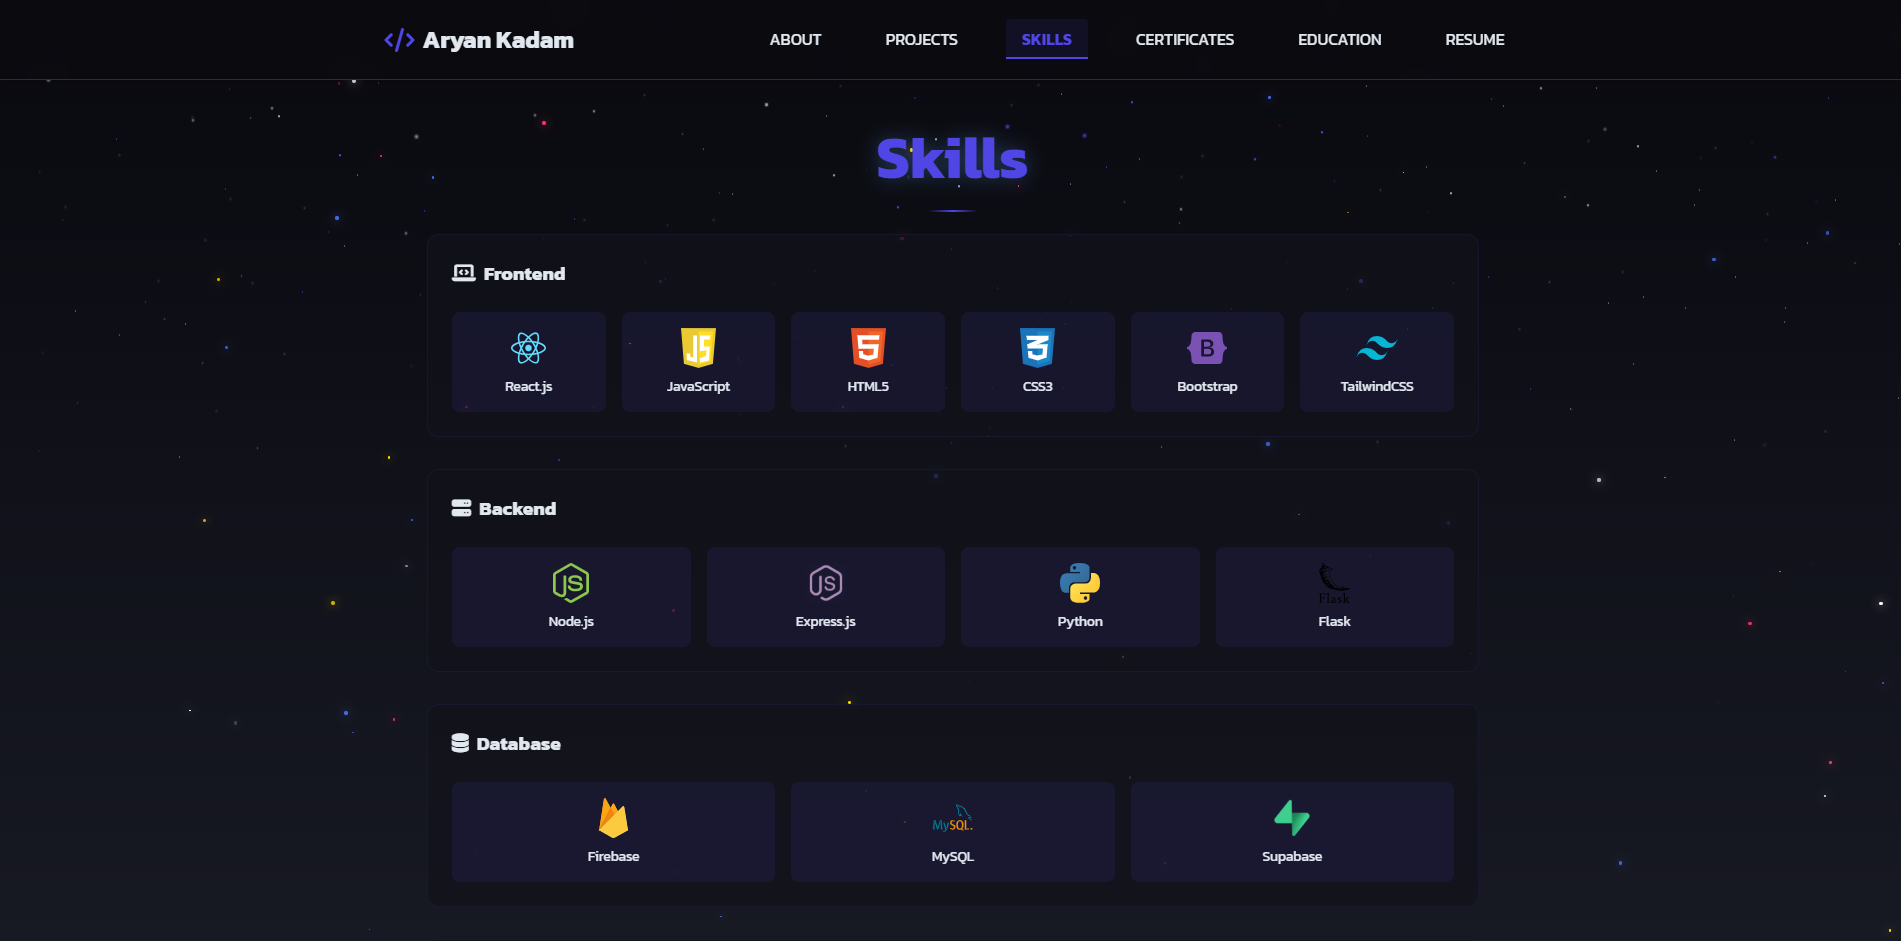 </> Aryan Kadam
ABOUT PROJECTS SKILLS CERTIFICATES EDUCATION RESUME
Skills
Frontend
JS 5 3 B
React.js JavaScript HTML5 CSS3 Bootstrap TailwindCSS
Backend
JS JS Flask
Node.js Express.js Python Flask
Database
MySQL
Firebase MySQL Supabase